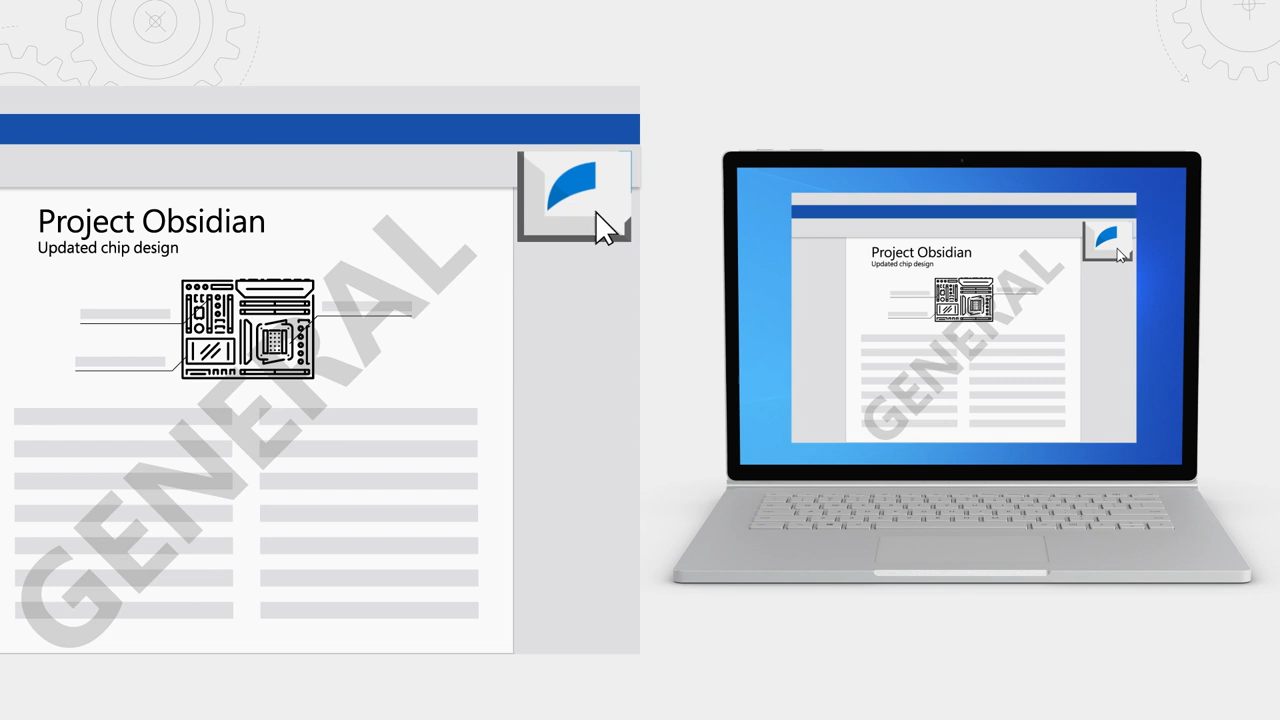 Project Obsidian
Updated chip design
GENERAL
Project Obsidian
Updated chip design
GENERAL